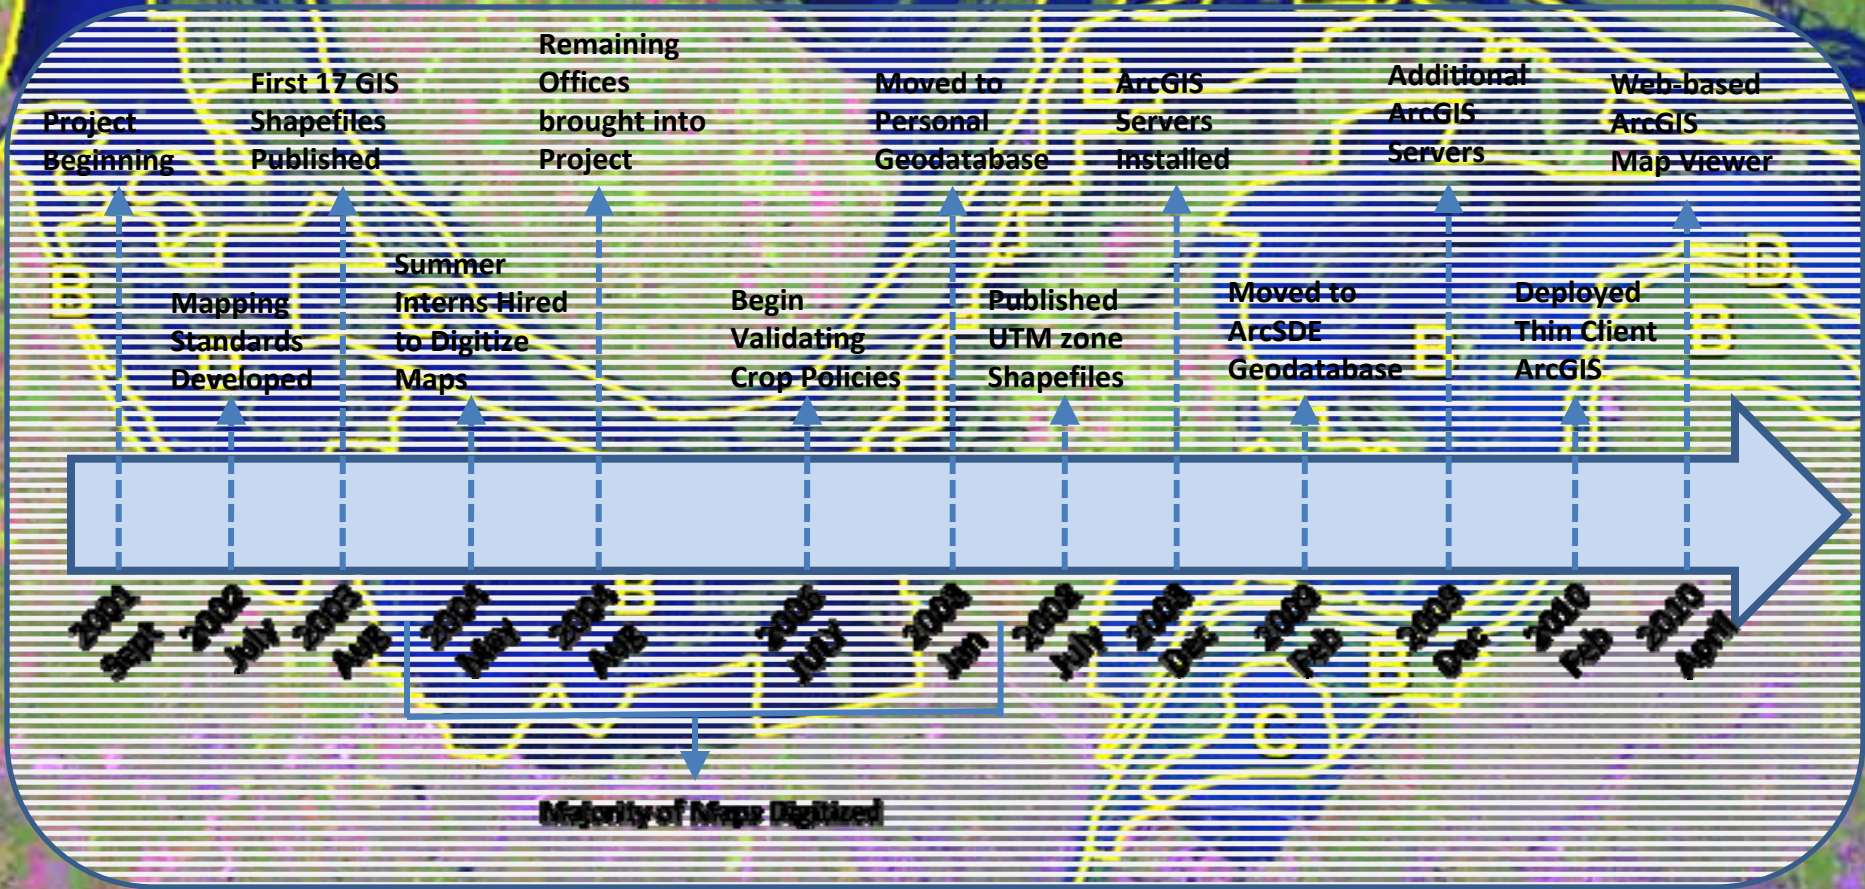 Project
Beginning
First 17 GIS
Shapefiles
Published
Remaining
Offices
brought into
Project
Moved to
Personal
Geodatabase
ArcGIS
Servers
Installed
Additional
ArcGIS
Servers
Web-based
ArcGIS
Map Viewer
Mapping
Standards
Developed
Summer
Interns Hired
to Digitize
Maps
Begin
Validating
Crop Policies
Published
UTM zone
Shapefiles
Moved to
ArcSDE
Geodatabase
Deployed
Thin Client
ArcGIS
B
C
B
B
D
B
2001
Sept
2002
July
2003
Aug
2004
May
2004
Aug
2006
July
2008
Jan
2008
July
2008
Dec
2009
Feb
2009
Dec
2010
Feb
2010
April
B
B
C
Majority of Maps Digitized